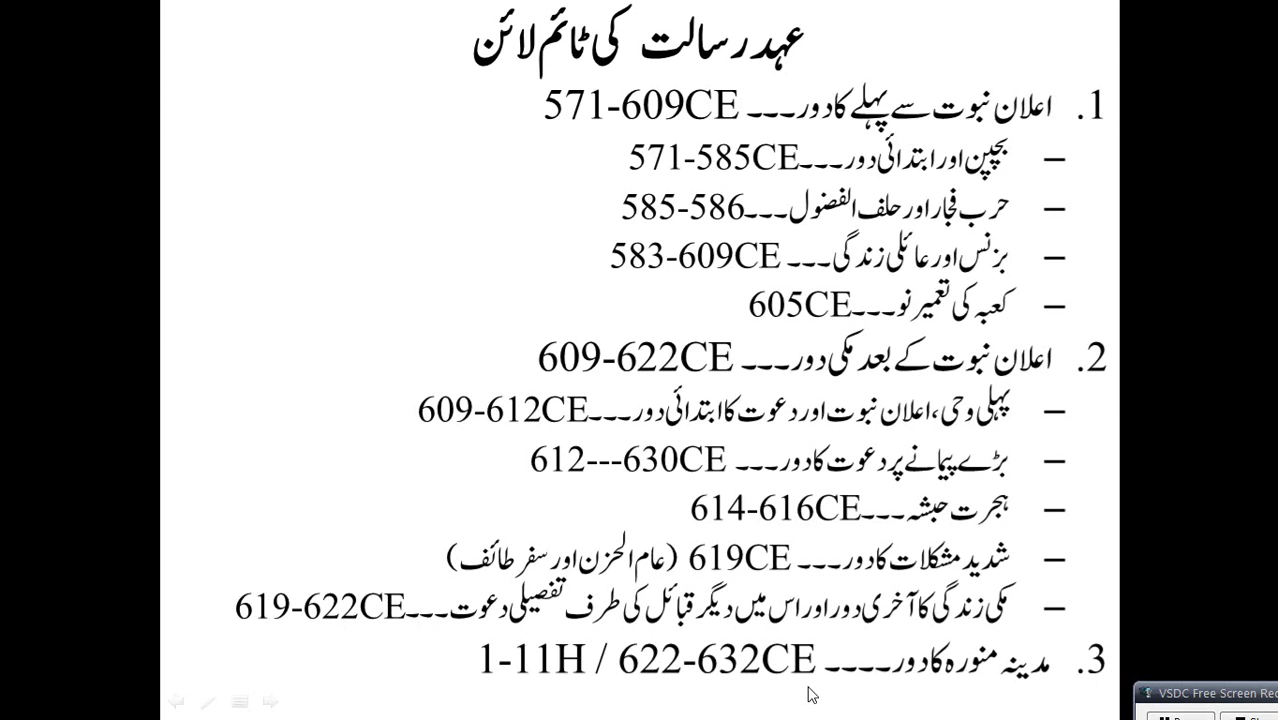 عہد رسالت کی ٹائم لائن
1. اعلان نبوت سے پہلے کا دور۔۔۔ 571-609CE
– بچپن اور ابتدائی دور۔۔۔571-585CE
– حرب فجار اور حلف الفضول۔۔۔585-586
– بزنس اور عائلی زندگی۔۔۔ 583-609CE
– کعبہ کی تعمیر نو۔۔۔605CE
2. اعلان نبوت کے بعد مکی دور۔۔۔ 609-622CE
– پہلی وحی، اعلان نبوت اور دعوت کا ابتدائی دور۔۔۔609-612CE
– بڑے پیمانے پر دعوت کا دور۔۔۔ 612---630CE
– ہجرت حبشہ۔۔۔614-616CE
– شدید مشکلات کا دور۔۔۔ 619CE (عام الحزن اور سفر طائف)
– مکی زندگی کا آخری دور اور اس میں دیگر قبائل کی طرف تفصیلی دعوت۔۔۔619-622CE
3. مدینہ منورہ کا دور۔۔۔۔ 1-11H / 622-632CE
VSDC Free Screen Rec